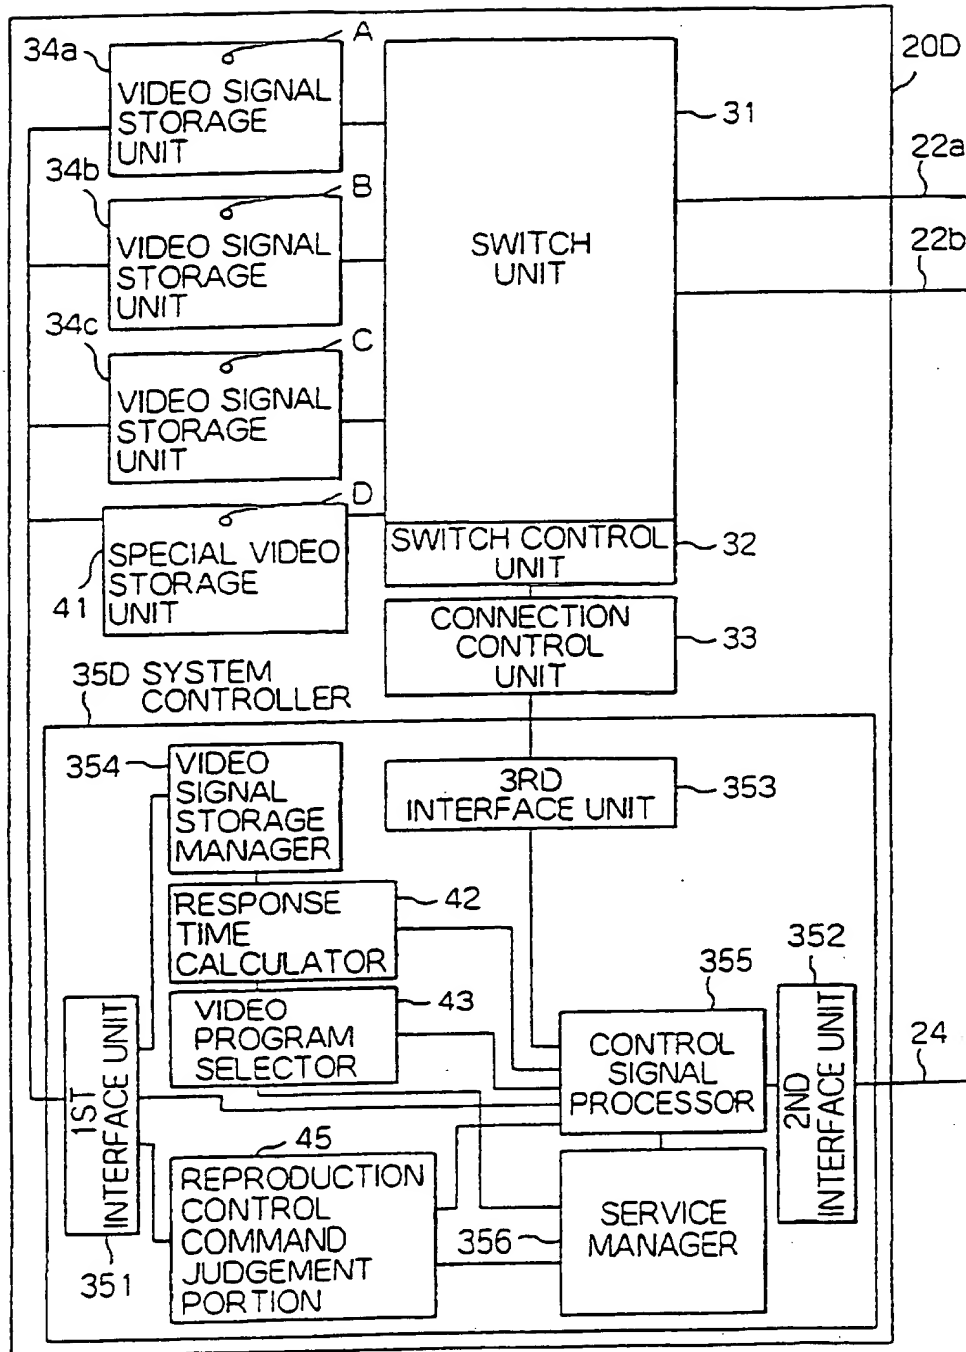 34a
A
VIDEO SIGNAL
STORAGE
UNIT
34b
B
VIDEO SIGNAL
STORAGE
UNIT
34c
C
VIDEO SIGNAL
STORAGE
UNIT
D
SPECIAL VIDEO
STORAGE
UNIT
41
SWITCH
UNIT
31
20D
22a
22b
SWITCH CONTROL
UNIT
32
CONNECTION
CONTROL
UNIT
33
35D SYSTEM
CONTROLLER
354
VIDEO
SIGNAL
STORAGE
MANAGER
3RD
INTERFACE UNIT
353
RESPONSE
TIME
CALCULATOR
42
VIDEO
PROGRAM
SELECTOR
43
355
CONTROL
SIGNAL
PROCESSOR
352
2ND
INTERFACE UNIT
24
1ST
INTERFACE UNIT
351
45
REPRODUCTION
CONTROL
COMMAND
JUDGEMENT
PORTION
356
SERVICE
MANAGER